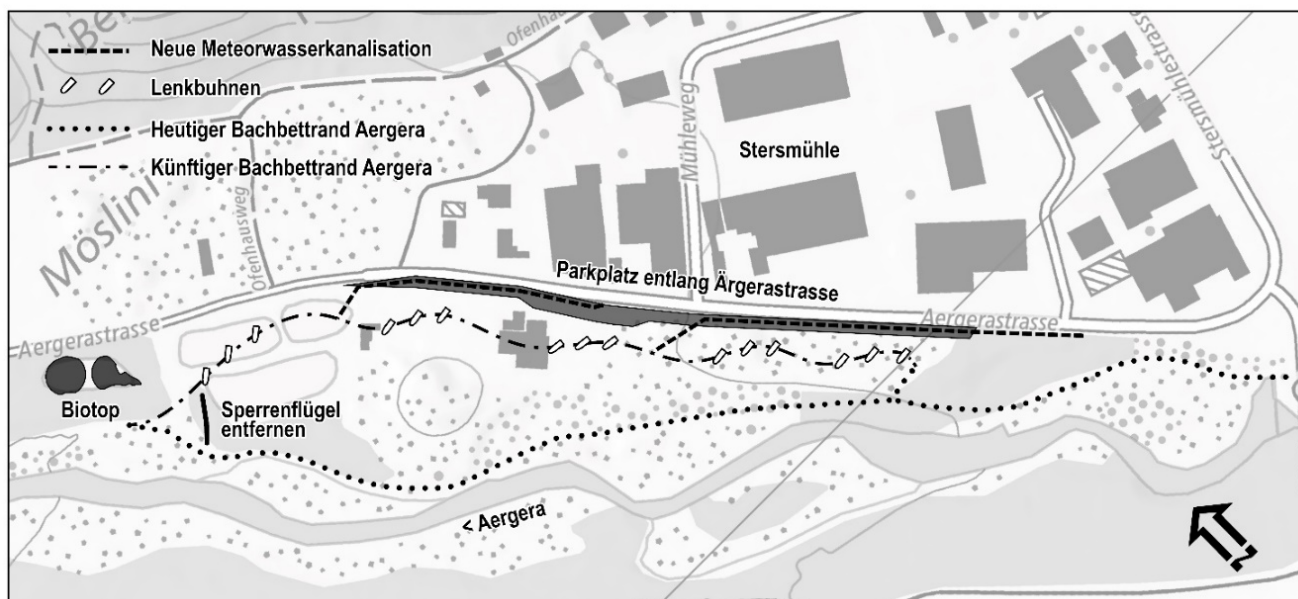 Neue Meteorwasserkanalisation
Lenkbuhnen
Heutiger Bachbettrand Aergera
Künftiger Bachbettrand Aergera
Ofenhaus
Mühleweg
Stersmühle
Stersmühlestrasse
Möslini
Ofenhausweg
Parkplatz entlang Ärgerastrasse
Aergerastrasse
Aergerastrasse
Biotop
Sperrenflügel
entfernen
< Aergera
N